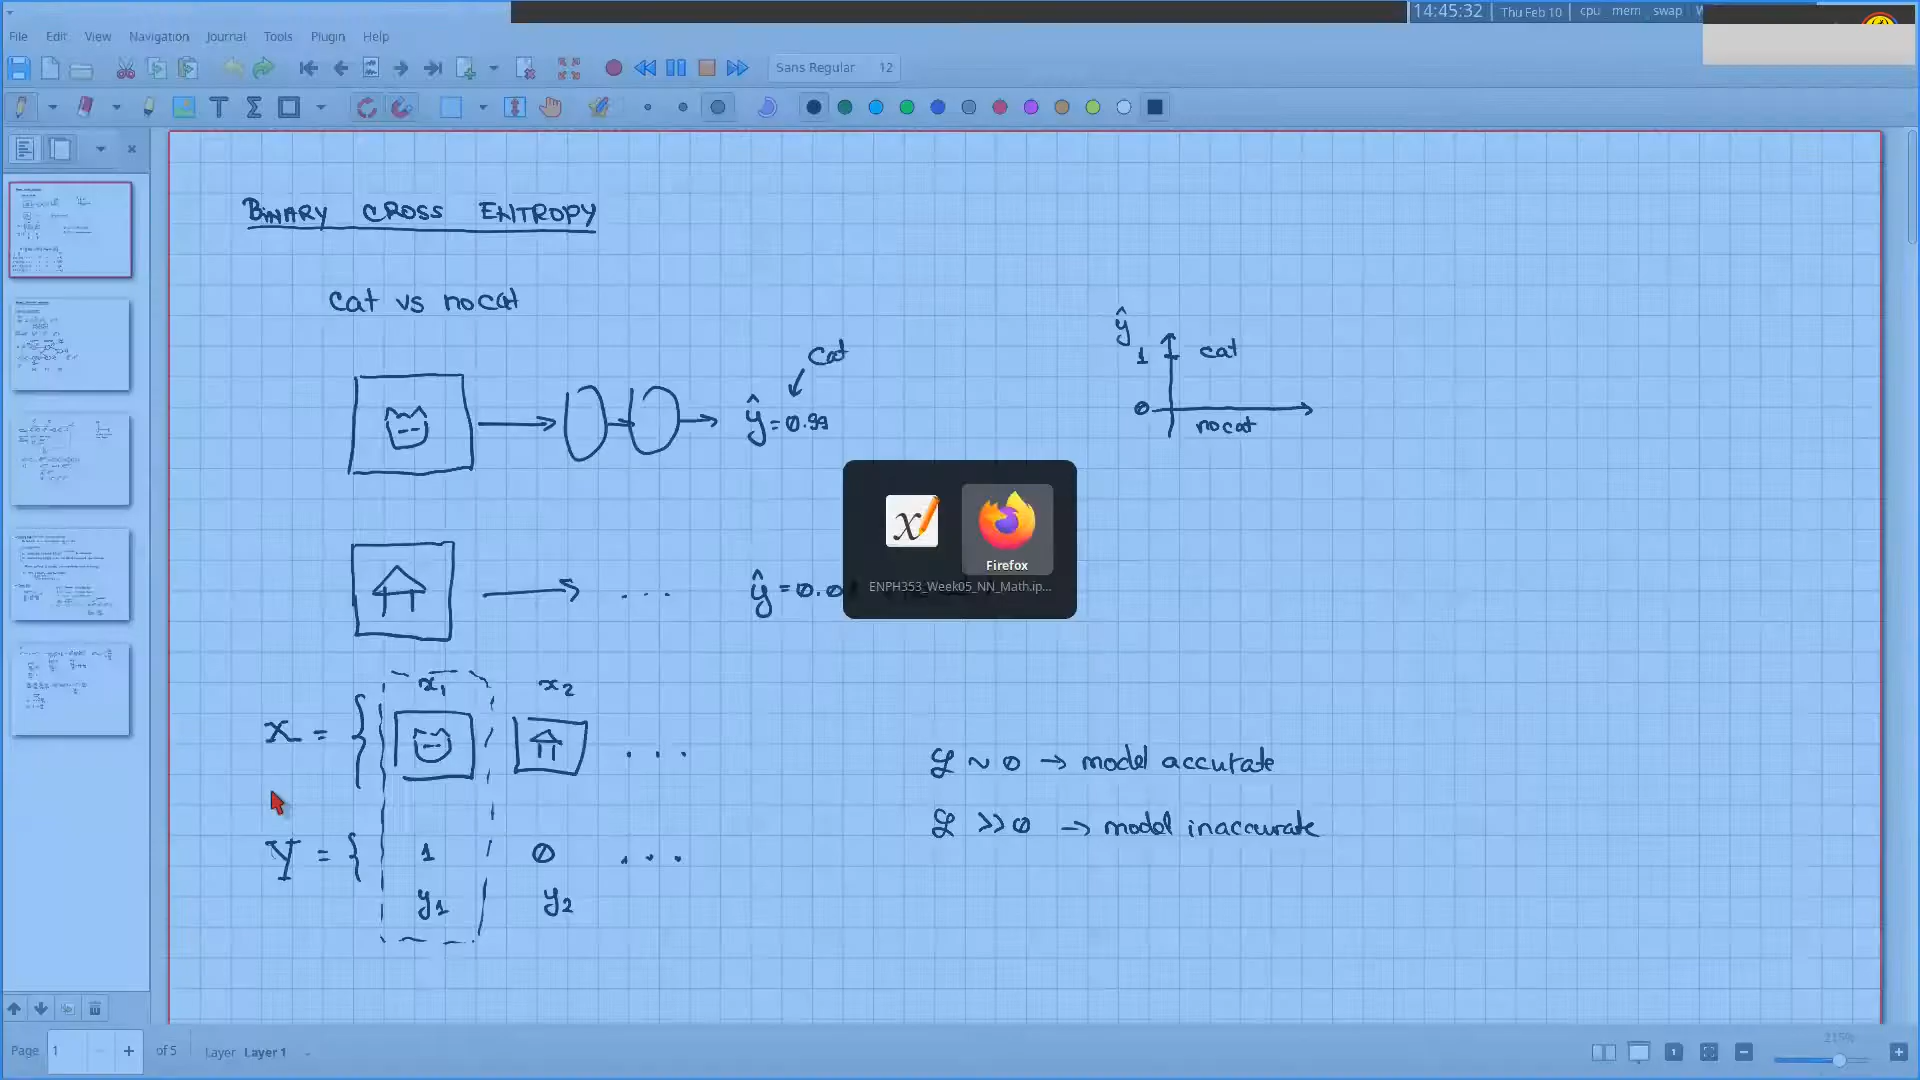 14:45:32 Thu Feb 10 cpu mem swap
File Edit View Navigation Journal Tools Plugin Help
Sans Regular 12
BINARY CROSS ENTROPY
cat vs nocat
cat
ŷ = 0.99
ŷ
1 cat
0
nocat
Firefox
ENPH353_Week05_NN_Math.ip...
ŷ = 0.0
x₁ x₂
X = { ...
ℒ ~ 0 → model accurate
ℒ >> 0 → model inaccurate
Y = { 1 0 ...
y₁ y₂
Page 1 of 5 Layer Layer 1
215%